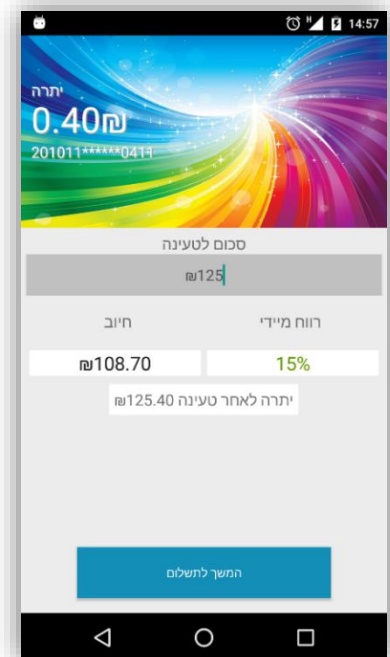 H 14:57
יתרה
0.40₪
201011******0411
סכום לטעינה
₪125
רווח מיידי חיוב
15% ₪108.70
יתרה לאחר טעינה ₪125.40
המשך לתשלום